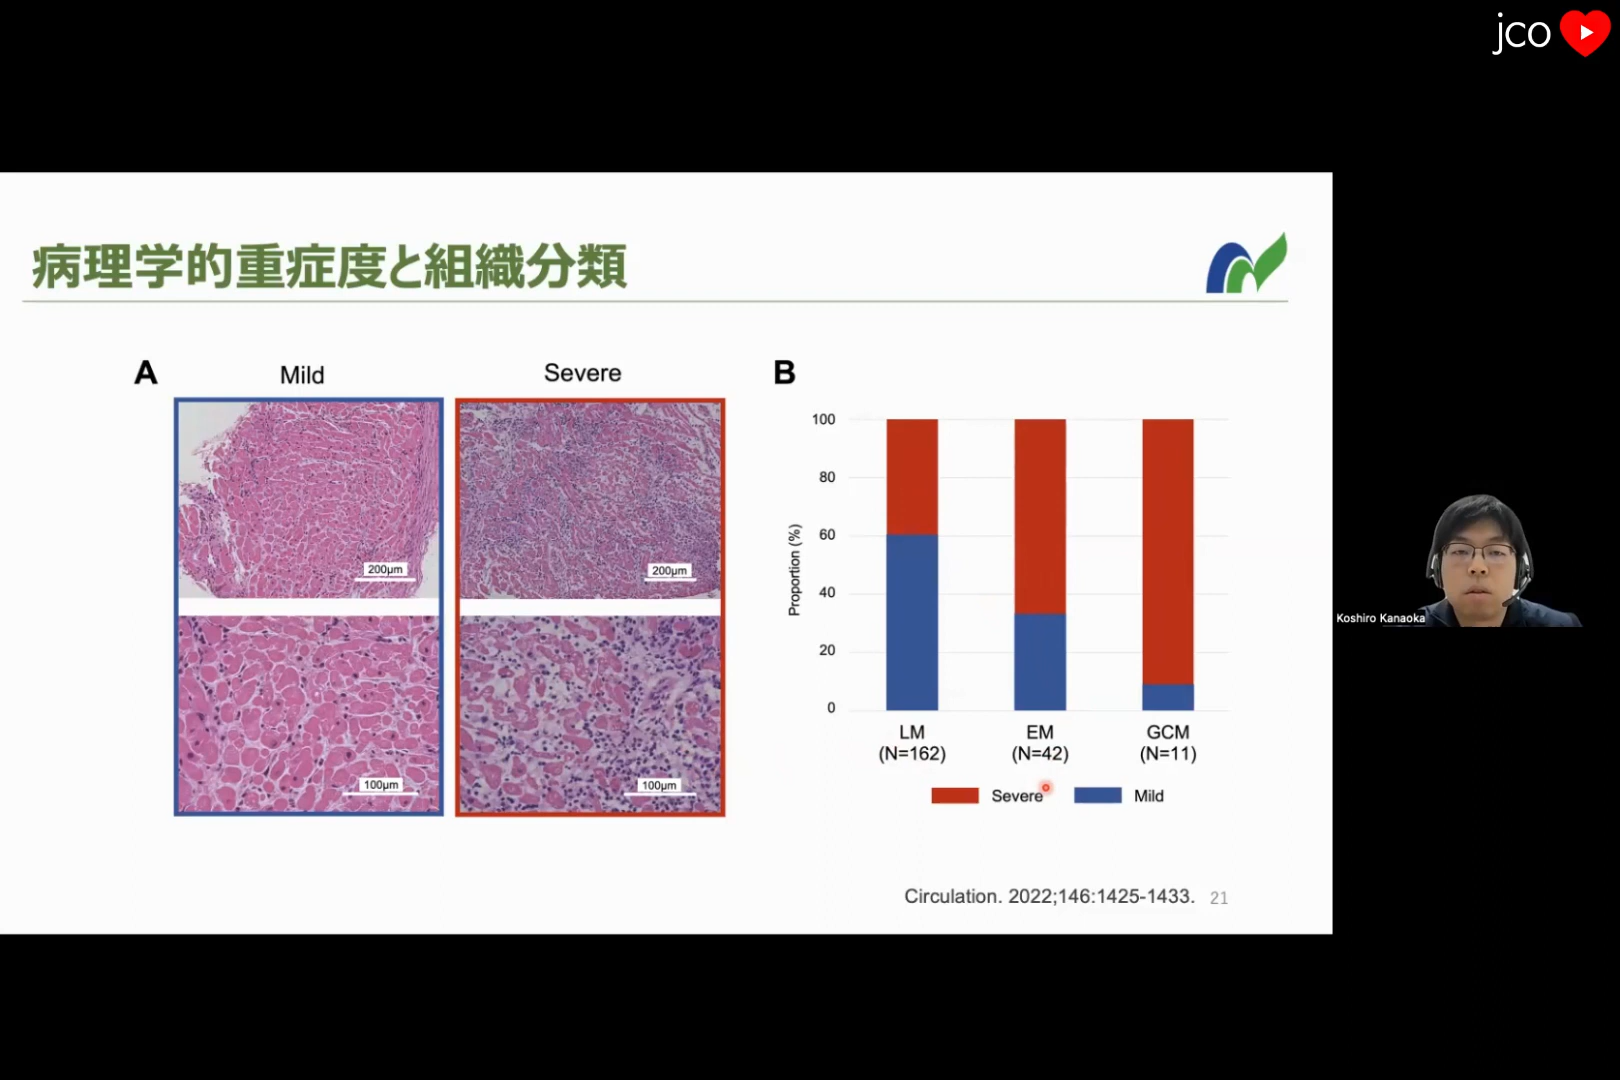 jco
病理学的重症度と組織分類
A
Mild
Severe
200μm
200μm
100μm
100μm
B
100
80
60
40
20
0
Proportion (%)
LM
(N=162)
EM
(N=42)
GCM
(N=11)
Severe
Mild
Circulation. 2022;146:1425-1433.
21
Koshiro Kanaoka